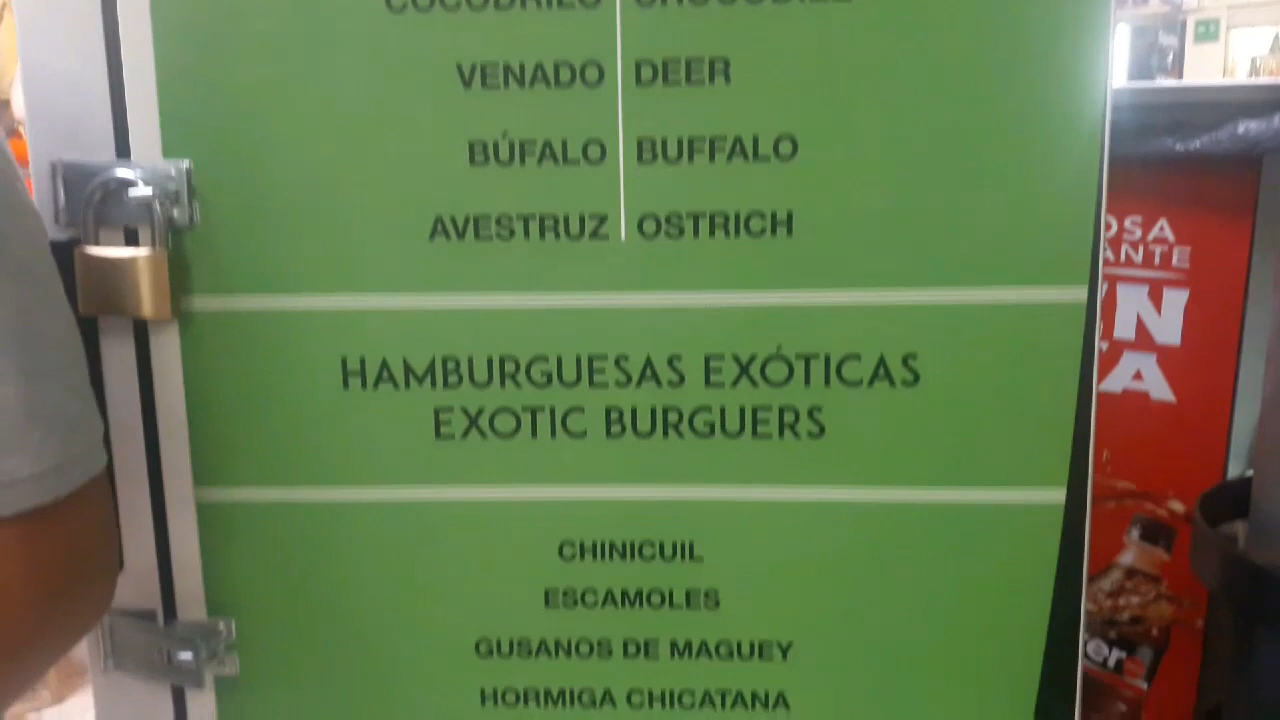 COCODRILO CROCODILE
VENADO DEER
BÚFALO BUFFALO
AVESTRUZ OSTRICH
HAMBURGUESAS EXÓTICAS
EXOTIC BURGUERS
CHINICUIL
ESCAMOLES
GUSANOS DE MAGUEY
HORMIGA CHICATANA